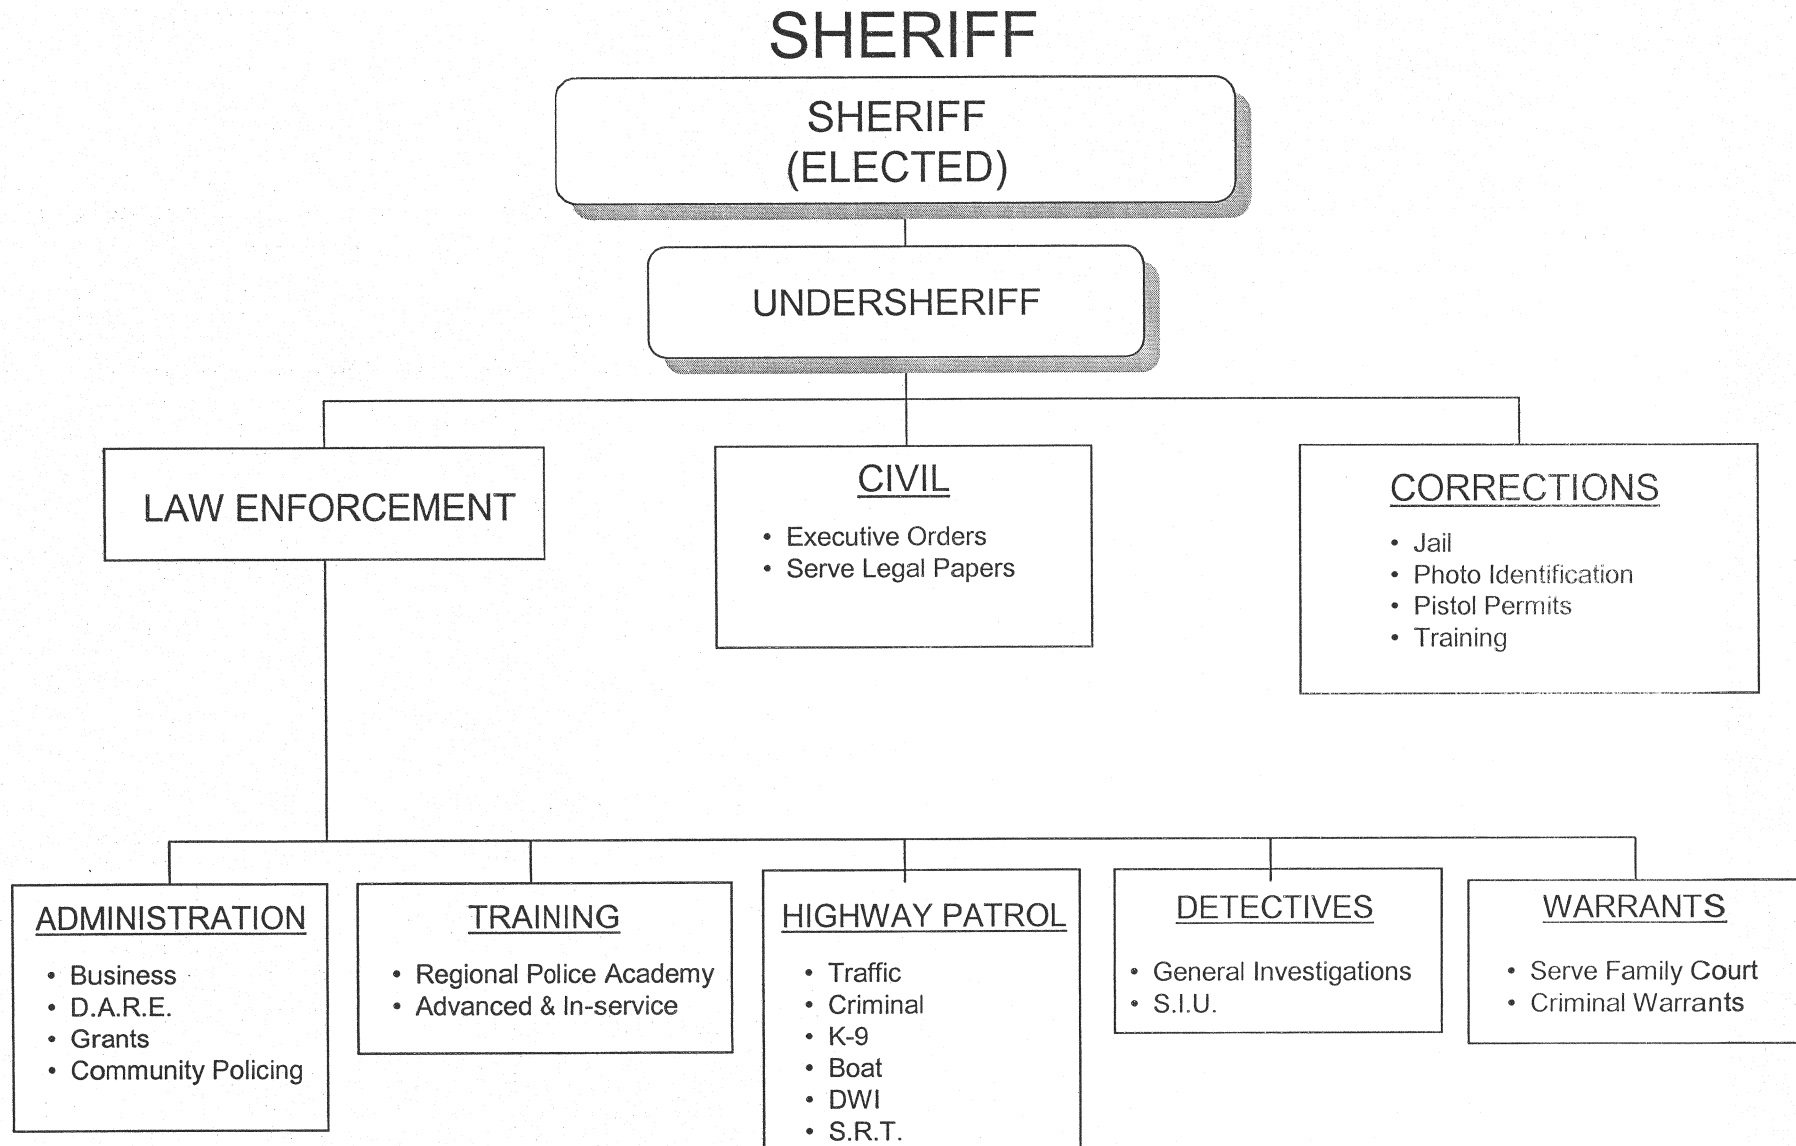 SHERIFF
SHERIFF
(ELECTED)
UNDERSHERIFF
LAW ENFORCEMENT
CIVIL
• Executive Orders
• Serve Legal Papers
CORRECTIONS
• Jail
• Photo Identification
• Pistol Permits
• Training
ADMINISTRATION
• Business
• D.A.R.E.
• Grants
• Community Policing
TRAINING
• Regional Police Academy
• Advanced & In-service
HIGHWAY PATROL
• Traffic
• Criminal
• K-9
• Boat
• DWI
• S.R.T.
DETECTIVES
• General Investigations
• S.I.U.
WARRANTS
• Serve Family Court
• Criminal Warrants